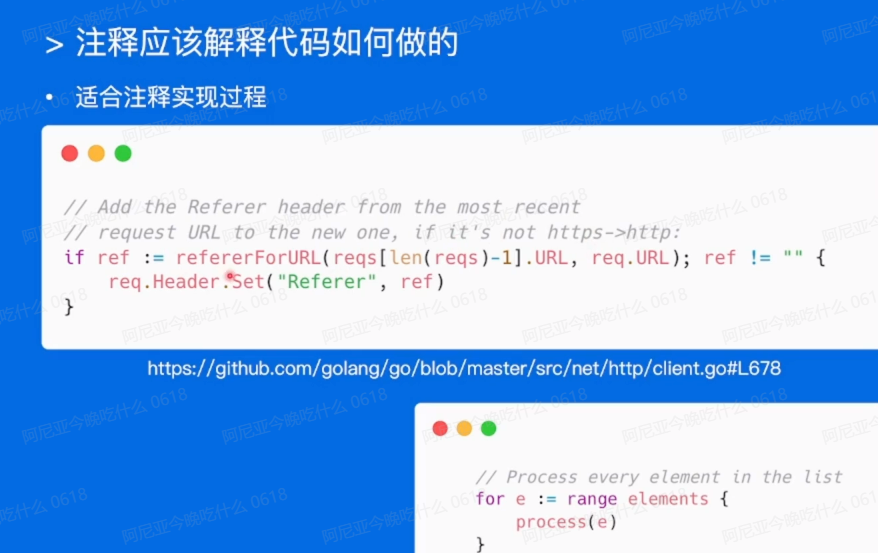 > 注释应该解释代码如何做的
• 适合注释实现过程
// Add the Referer header from the most recent
// request URL to the new one, if it's not https->http:
if ref := refererForURL(reqs[len(reqs)-1].URL, req.URL); ref != "" {
req.Header.Set("Referer", ref)
}
https://github.com/golang/go/blob/master/src/net/http/client.go#L678
// Process every element in the list
for e := range elements {
process(e)
}
阿尼亚今晚吃什么 0618